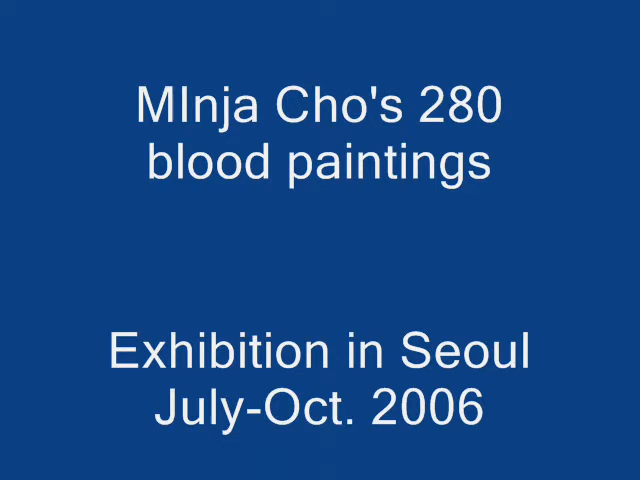 MInja Cho's 280
blood paintings
Exhibition in Seoul
July-Oct. 2006